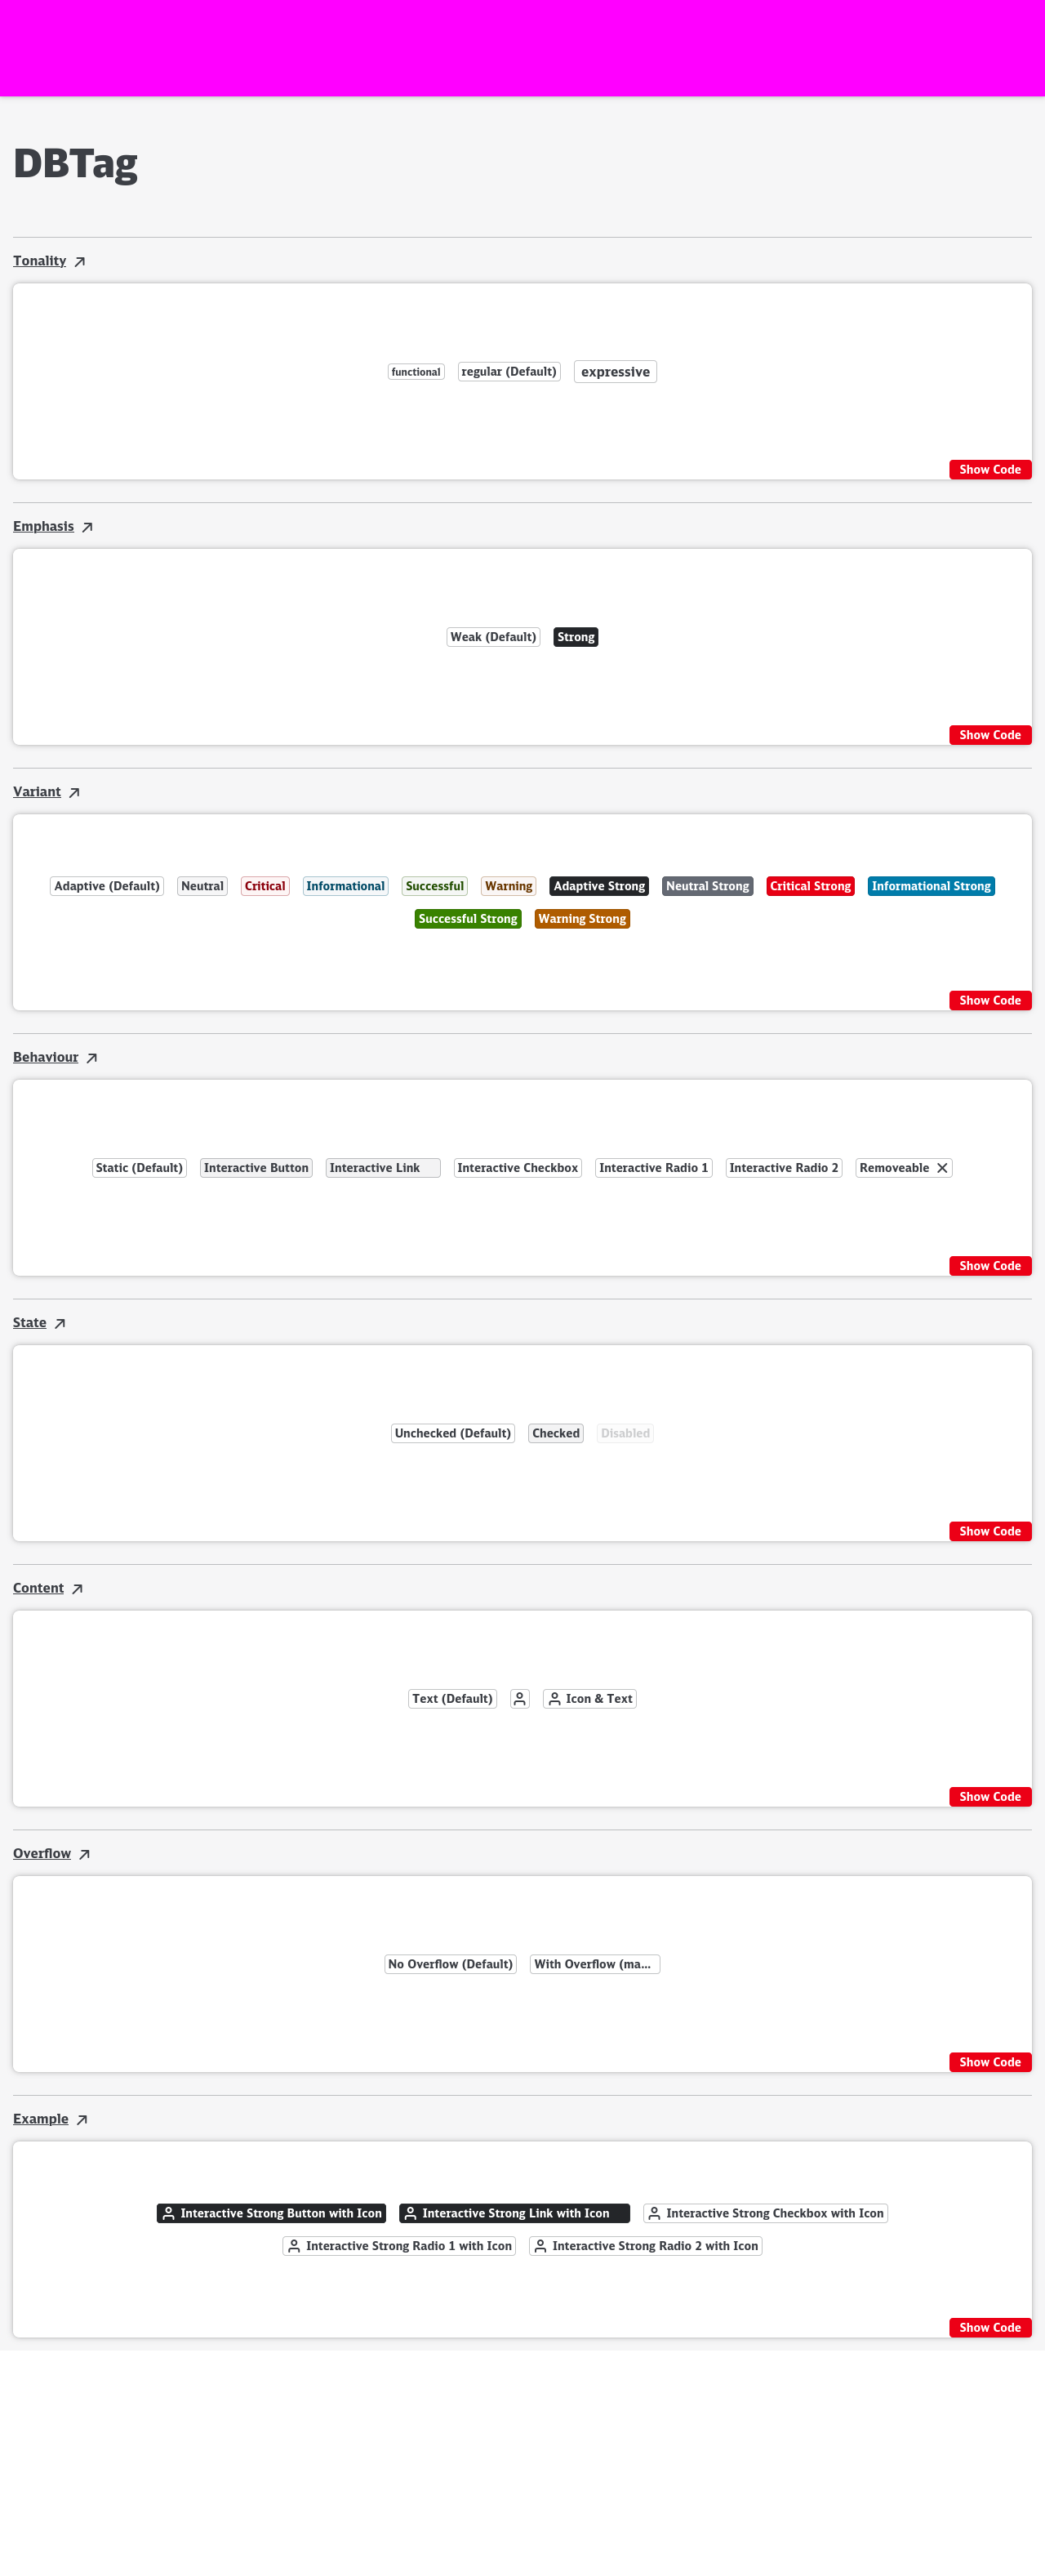 DBTag
Tonality
functional regular (Default) expressive
Show Code
Emphasis
Weak (Default) Strong
Show Code
Variant
Adaptive (Default) Neutral Critical Informational Successful Warning Adaptive Strong Neutral Strong Critical Strong Informational Strong
Successful Strong Warning Strong
Show Code
Behaviour
Static (Default) Interactive Button Interactive Link Interactive Checkbox Interactive Radio 1 Interactive Radio 2 Removeable
Show Code
State
Unchecked (Default) Checked Disabled
Show Code
Content
Text (Default) Icon & Text
Show Code
Overflow
No Overflow (Default) With Overflow (ma...
Show Code
Example
Interactive Strong Button with Icon Interactive Strong Link with Icon Interactive Strong Checkbox with Icon
Interactive Strong Radio 1 with Icon Interactive Strong Radio 2 with Icon
Show Code